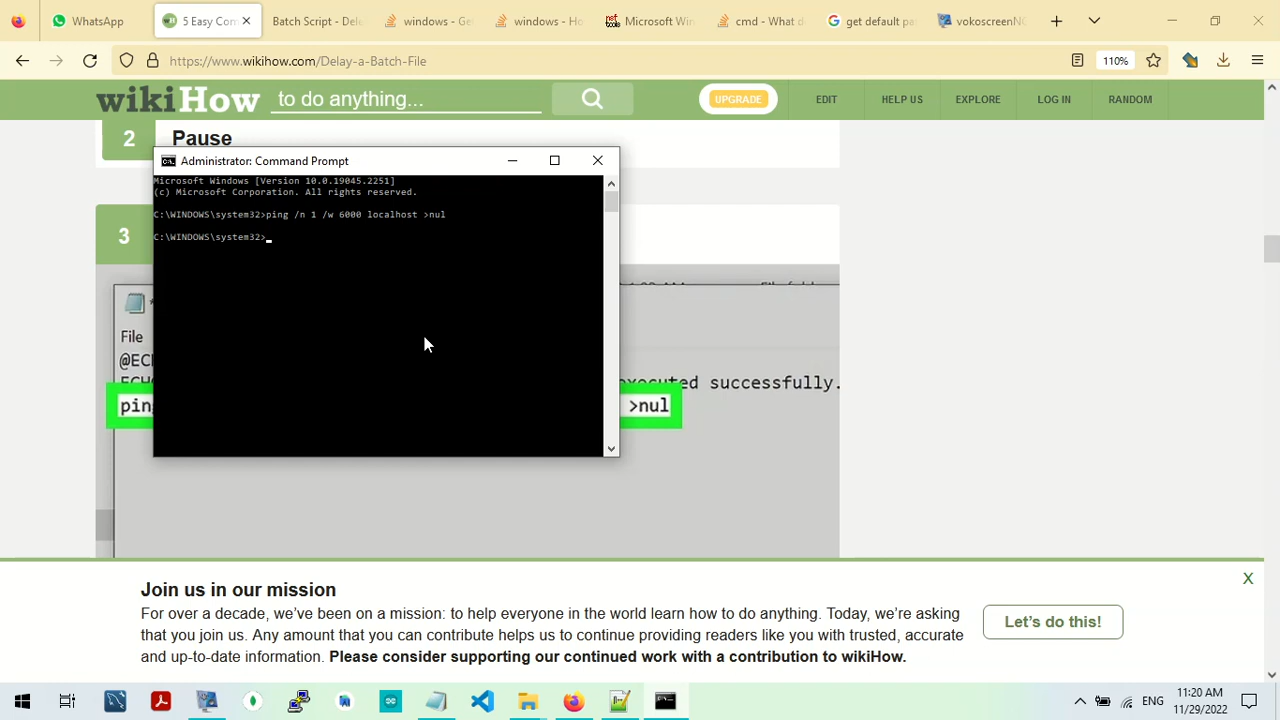 WhatsApp
5 Easy Con
Batch Script - Dele
windows - Ge
windows - Ho
Microsoft Win
cmd - What d
get default pa
vokoscreenNG
https://www.wikihow.com/Delay-a-Batch-File
110%
wikiHow to do anything...
UPGRADE
EDIT
HELP US
EXPLORE
LOG IN
RANDOM
2 Pause
Administrator: Command Prompt
Microsoft Windows [Version 10.0.19045.2251]
(c) Microsoft Corporation. All rights reserved.
C:\WINDOWS\system32>ping /n 1 /w 6000 localhost >nul
C:\WINDOWS\system32>
3
File
@ECH
executed successfully.
ping >nul
Join us in our mission
X
For over a decade, we've been on a mission: to help everyone in the world learn how to do anything. Today, we're asking
that you join us. Any amount that you can contribute helps us to continue providing readers like you with trusted, accurate
and up-to-date information. Please consider supporting our continued work with a contribution to wikiHow.
Let's do this!
ENG
11:20 AM
11/29/2022